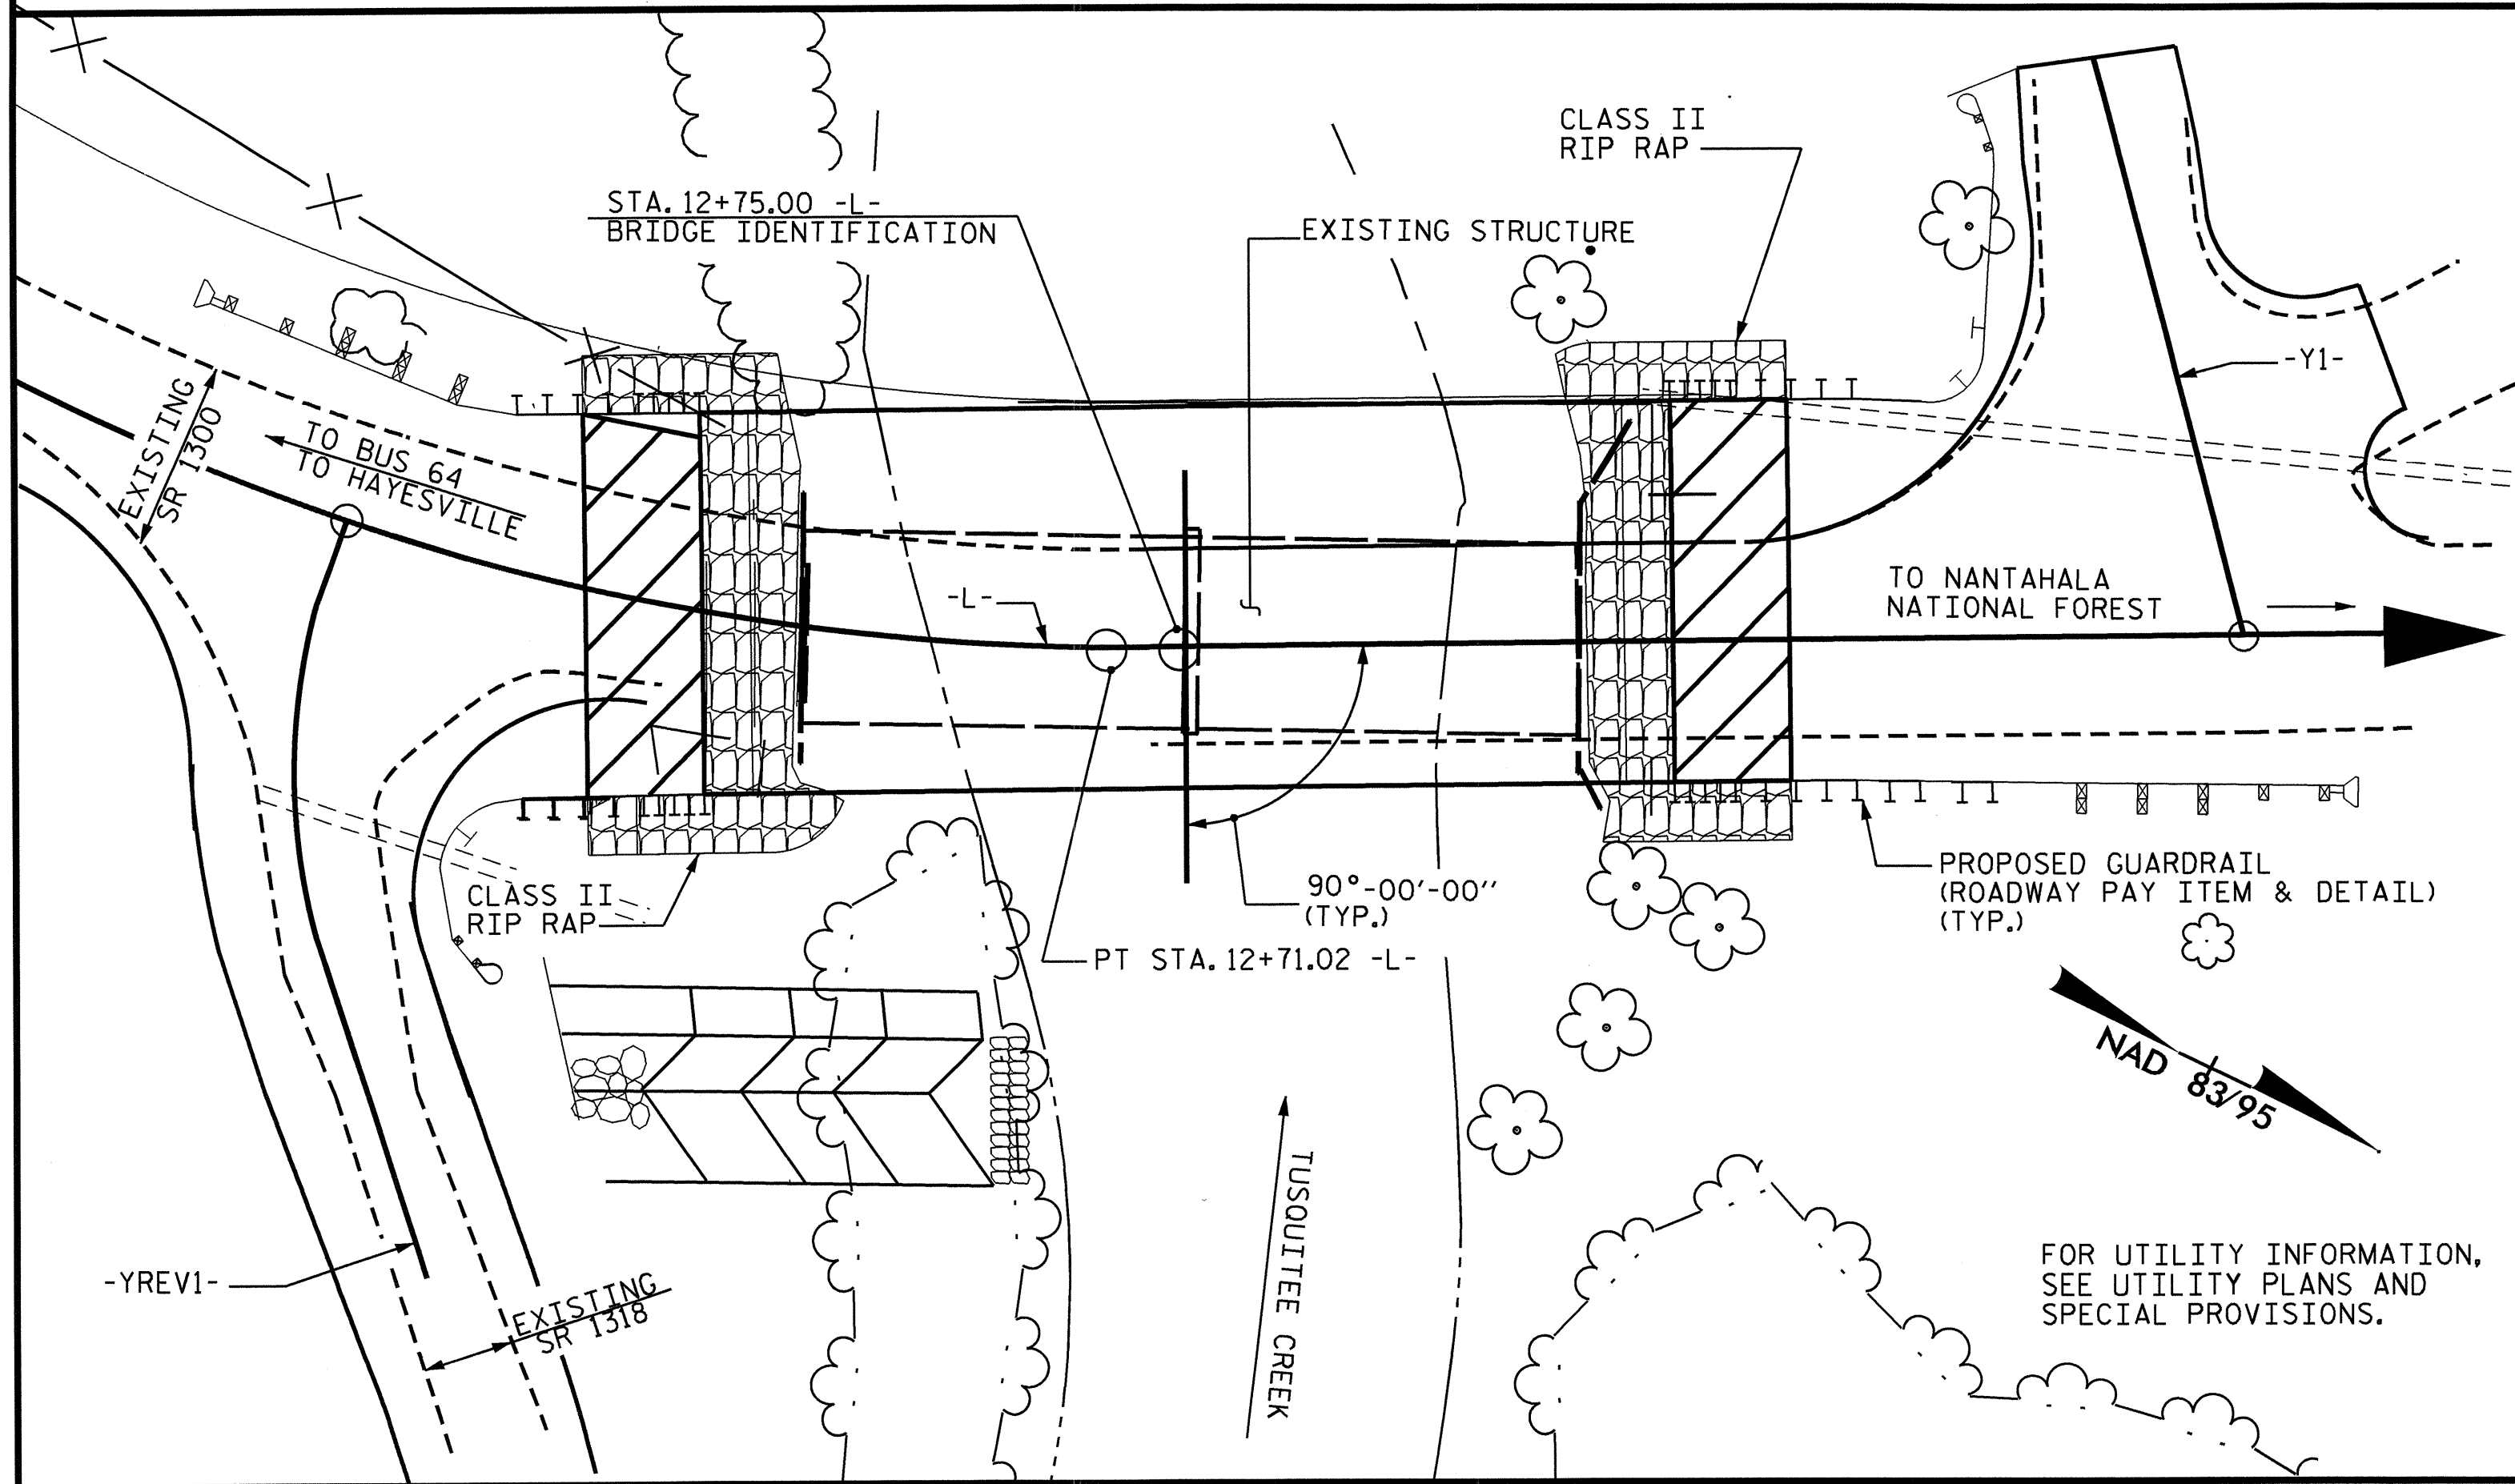 CLASS II
RIP RAP
STA. 12+75.00 -L-
BRIDGE IDENTIFICATION
EXISTING STRUCTURE
-Y1-
EXISTING
SR 1300
TO BUS 64
TO HAYESVILLE
-L-
TO NANTAHALA
NATIONAL FOREST
CLASS II
RIP RAP
90°-00'-00"
(TYP.)
PT STA. 12+71.02 -L-
PROPOSED GUARDRAIL
(ROADWAY PAY ITEM & DETAIL)
(TYP.)
NAD 83/95
TUSQUITEE CREEK
-YREV1-
EXISTING
SR 1318
FOR UTILITY INFORMATION,
SEE UTILITY PLANS AND
SPECIAL PROVISIONS.